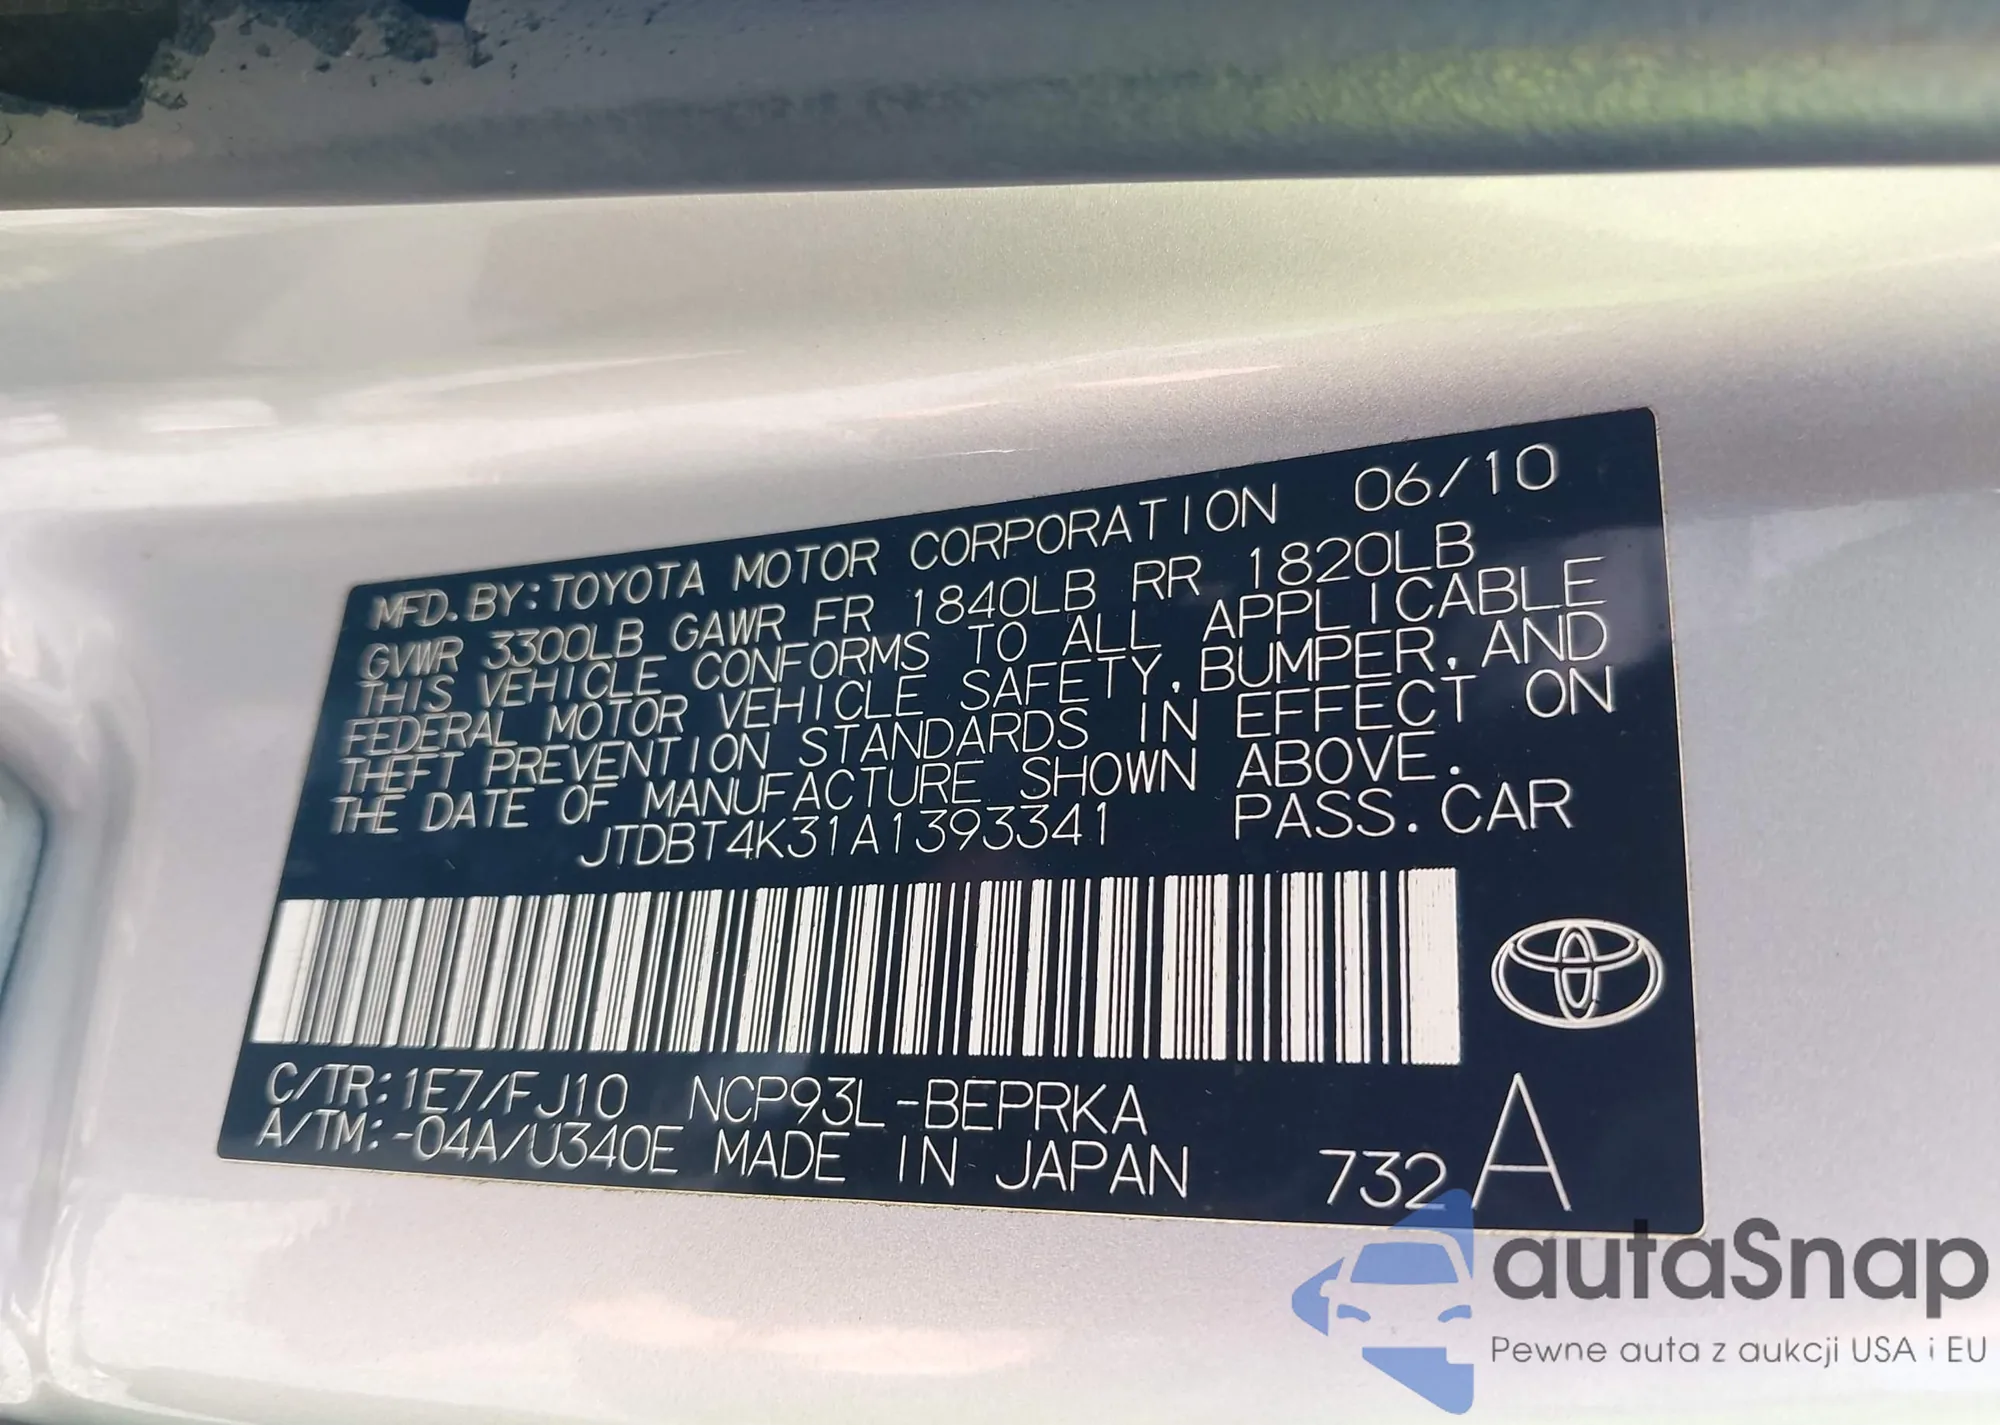 MFD.BY:TOYOTA MOTOR CORPORATION 06/10
GVWR 3300LB GAWR FR 1840LB RR 1820LB
THIS VEHICLE CONFORMS TO ALL APPLICABLE
FEDERAL MOTOR VEHICLE SAFETY,BUMPER,AND
THEFT PREVENTION STANDARDS IN EFFECT ON
THE DATE OF MANUFACTURE SHOWN ABOVE.
JTDBT4K31A1393341 PASS.CAR
C/TR:1E7/FJ10 NCP93L-BEPRKA
A/TM:-04A/U340E MADE IN JAPAN 732A
autaSnap
Pewne auta z aukcji USA i EU